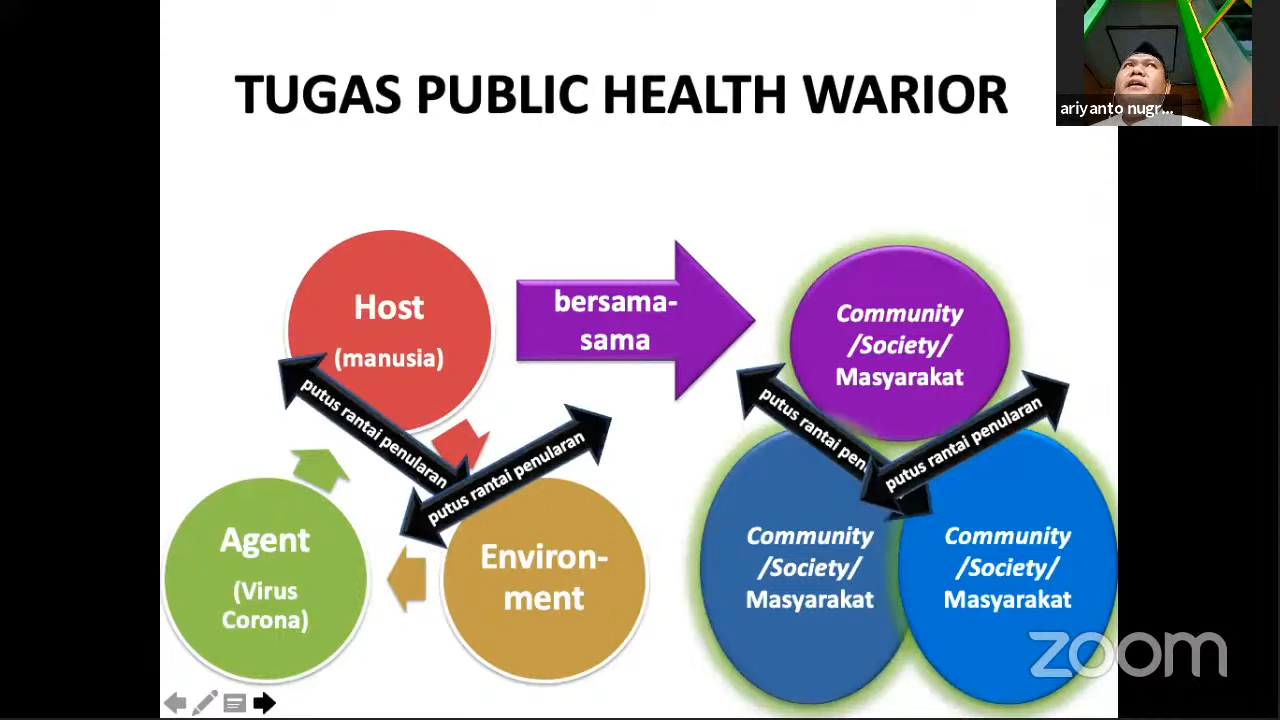 TUGAS PUBLIC HEALTH WARIOR
ariyanto nugr...
Host
(manusia)
bersama-
sama
Community
/Society/
Masyarakat
putus rantai penularan
putus rantai penularan
putus rantai pen
putus rantai penularan
Agent
(Virus
Corona)
Environ-
ment
Community
/Society/
Masyarakat
Community
/Society/
Masyarakat
zoom